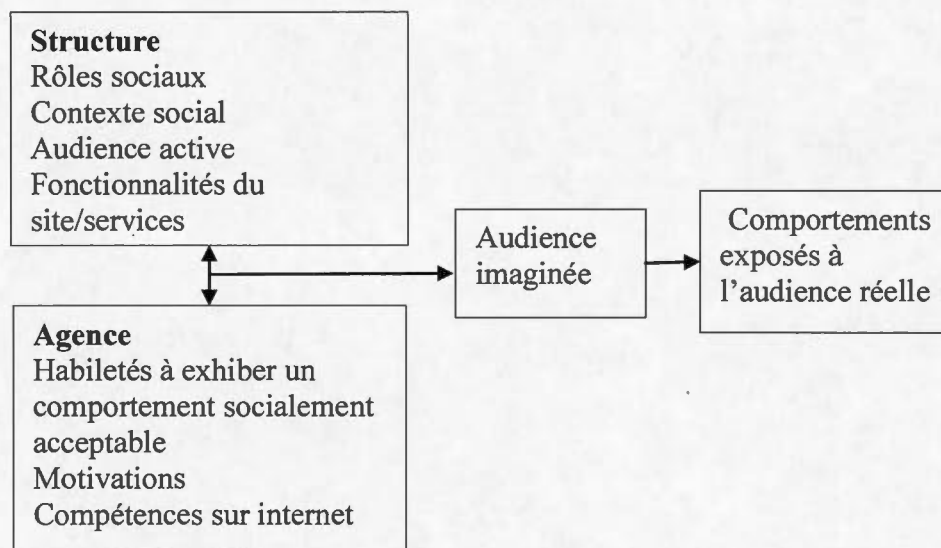 Structure
Rôles sociaux
Contexte social
Audience active
Fonctionnalités du
site/services
Audience
imaginée
Comportements
exposés à
l’audience réelle
Agence
Habiletés à exhiber un
comportement socialement
acceptable
Motivations
Compétences sur internet